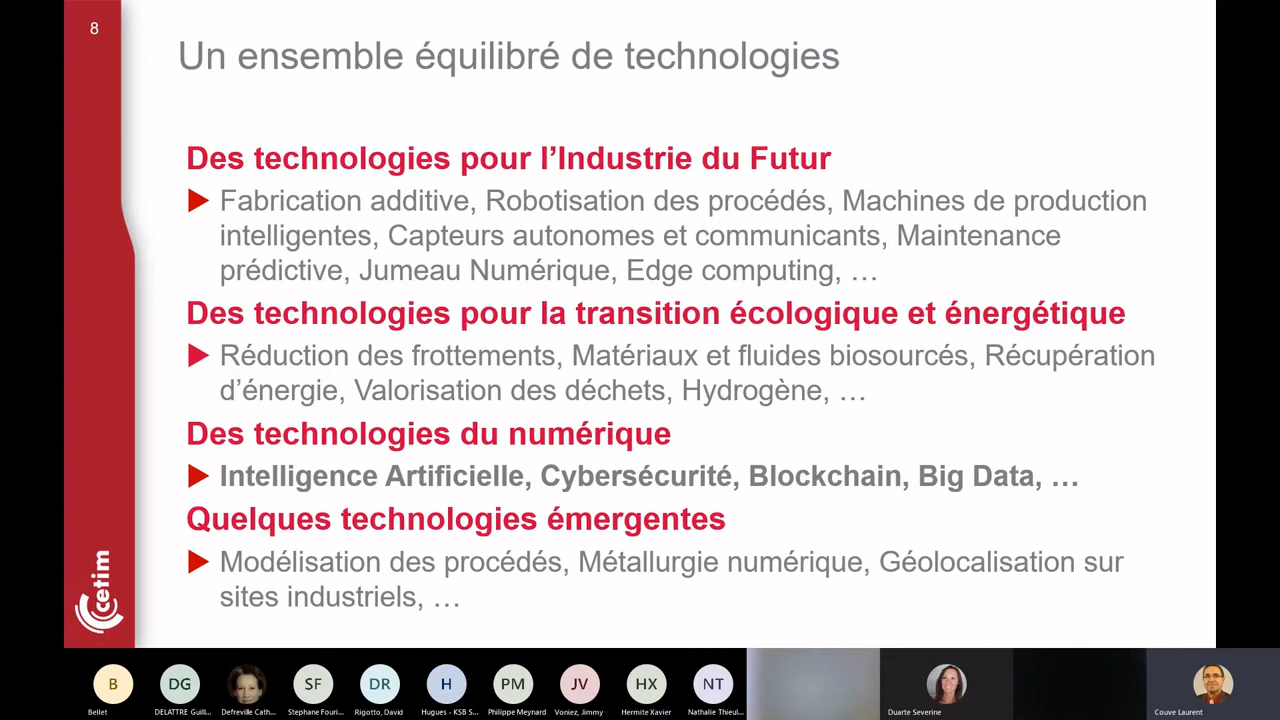 8
Un ensemble équilibré de technologies
Des technologies pour l’Industrie du Futur
Fabrication additive, Robotisation des procédés, Machines de production
intelligentes, Capteurs autonomes et communicants, Maintenance
prédictive, Jumeau Numérique, Edge computing, …
Des technologies pour la transition écologique et énergétique
Réduction des frottements, Matériaux et fluides biosourcés, Récupération
d’énergie, Valorisation des déchets, Hydrogène, …
Des technologies du numérique
Intelligence Artificielle, Cybersécurité, Blockchain, Big Data, …
Quelques technologies émergentes
Modélisation des procédés, Métallurgie numérique, Géolocalisation sur
sites industriels, …
cetim
B DG SF DR H PM JV HX NT
Bellet DELATTRE Guill... Defreville Cath... Stephane Fouri... Rigotto, David Hugues - KSB S... Philippe Meynard Voniez, Jimmy Hermite Xavier Nathalie Thieul... Duarte Severine Couve Laurent